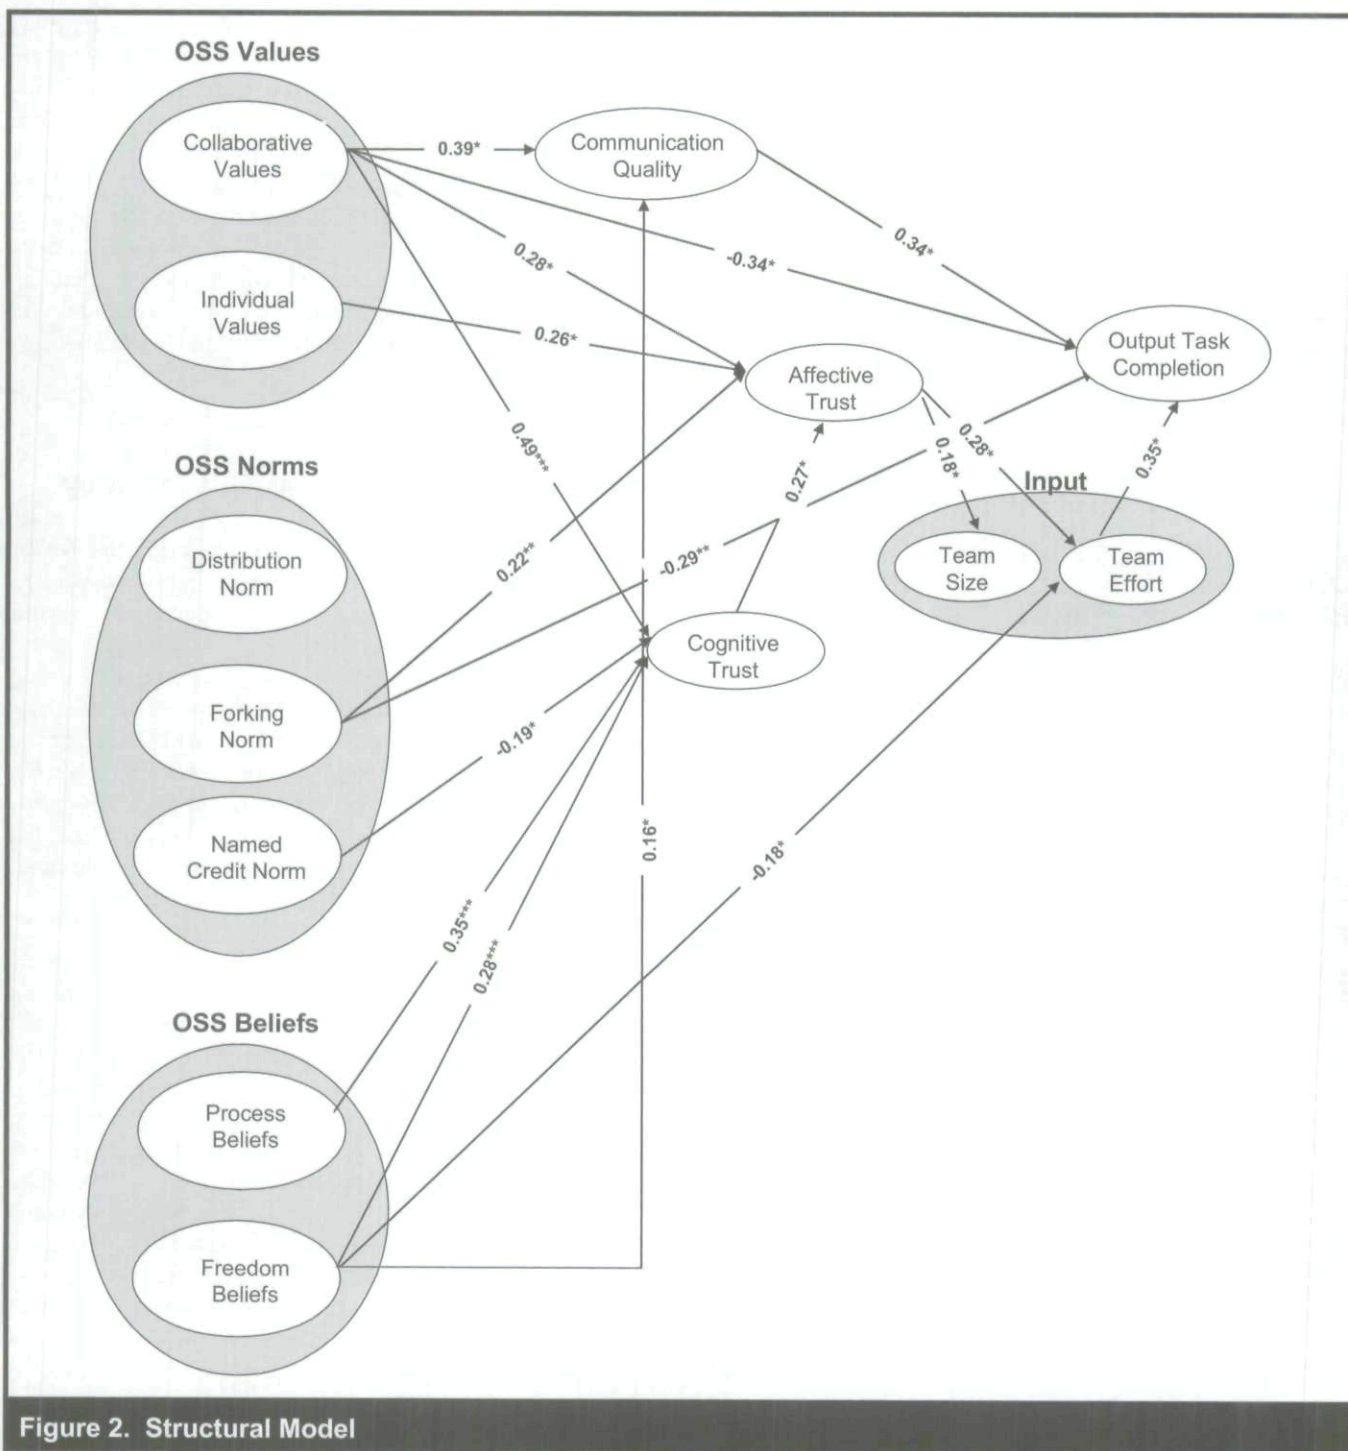 OSS Values
Collaborative
Values
0.39*
Communication
Quality
0.28*
-0.34*
0.34*
Individual
Values
0.26*
Output Task
Completion
Affective
Trust
0.49***
0.27*
0.18*
0.28*
0.35*
Input
Team
Size
Team
Effort
OSS Norms
Distribution
Norm
0.22**
-0.29**
Cognitive
Trust
Forking
Norm
-0.19*
Named
Credit Norm
0.16*
-0.18*
0.35***
0.28***
OSS Beliefs
Process
Beliefs
Freedom
Beliefs
Figure 2. Structural Model